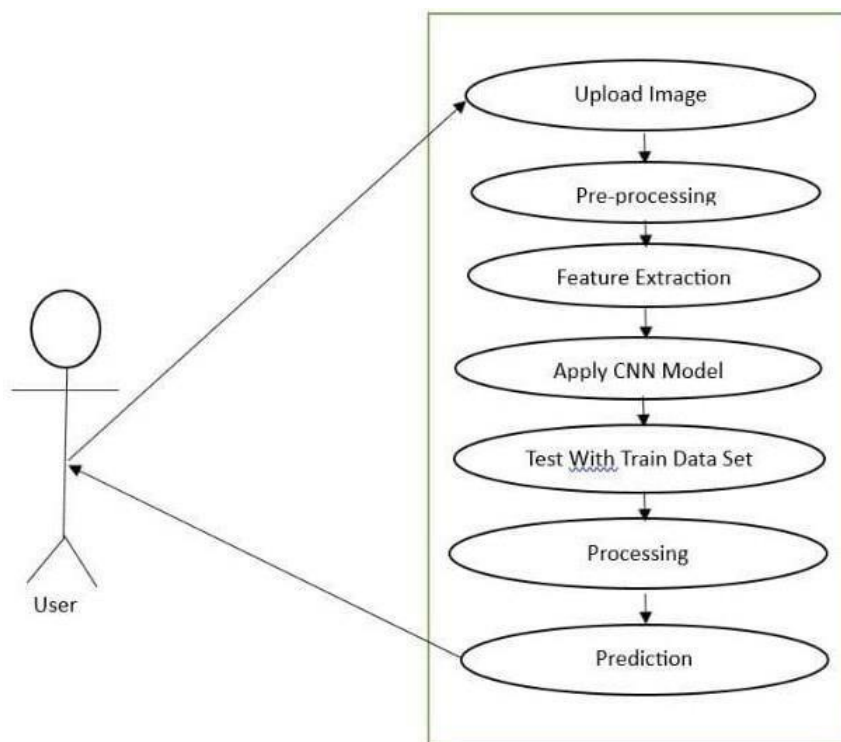 Upload Image
Pre-processing
Feature Extraction
Apply CNN Model
Test With Train Data Set
Processing
Prediction
User